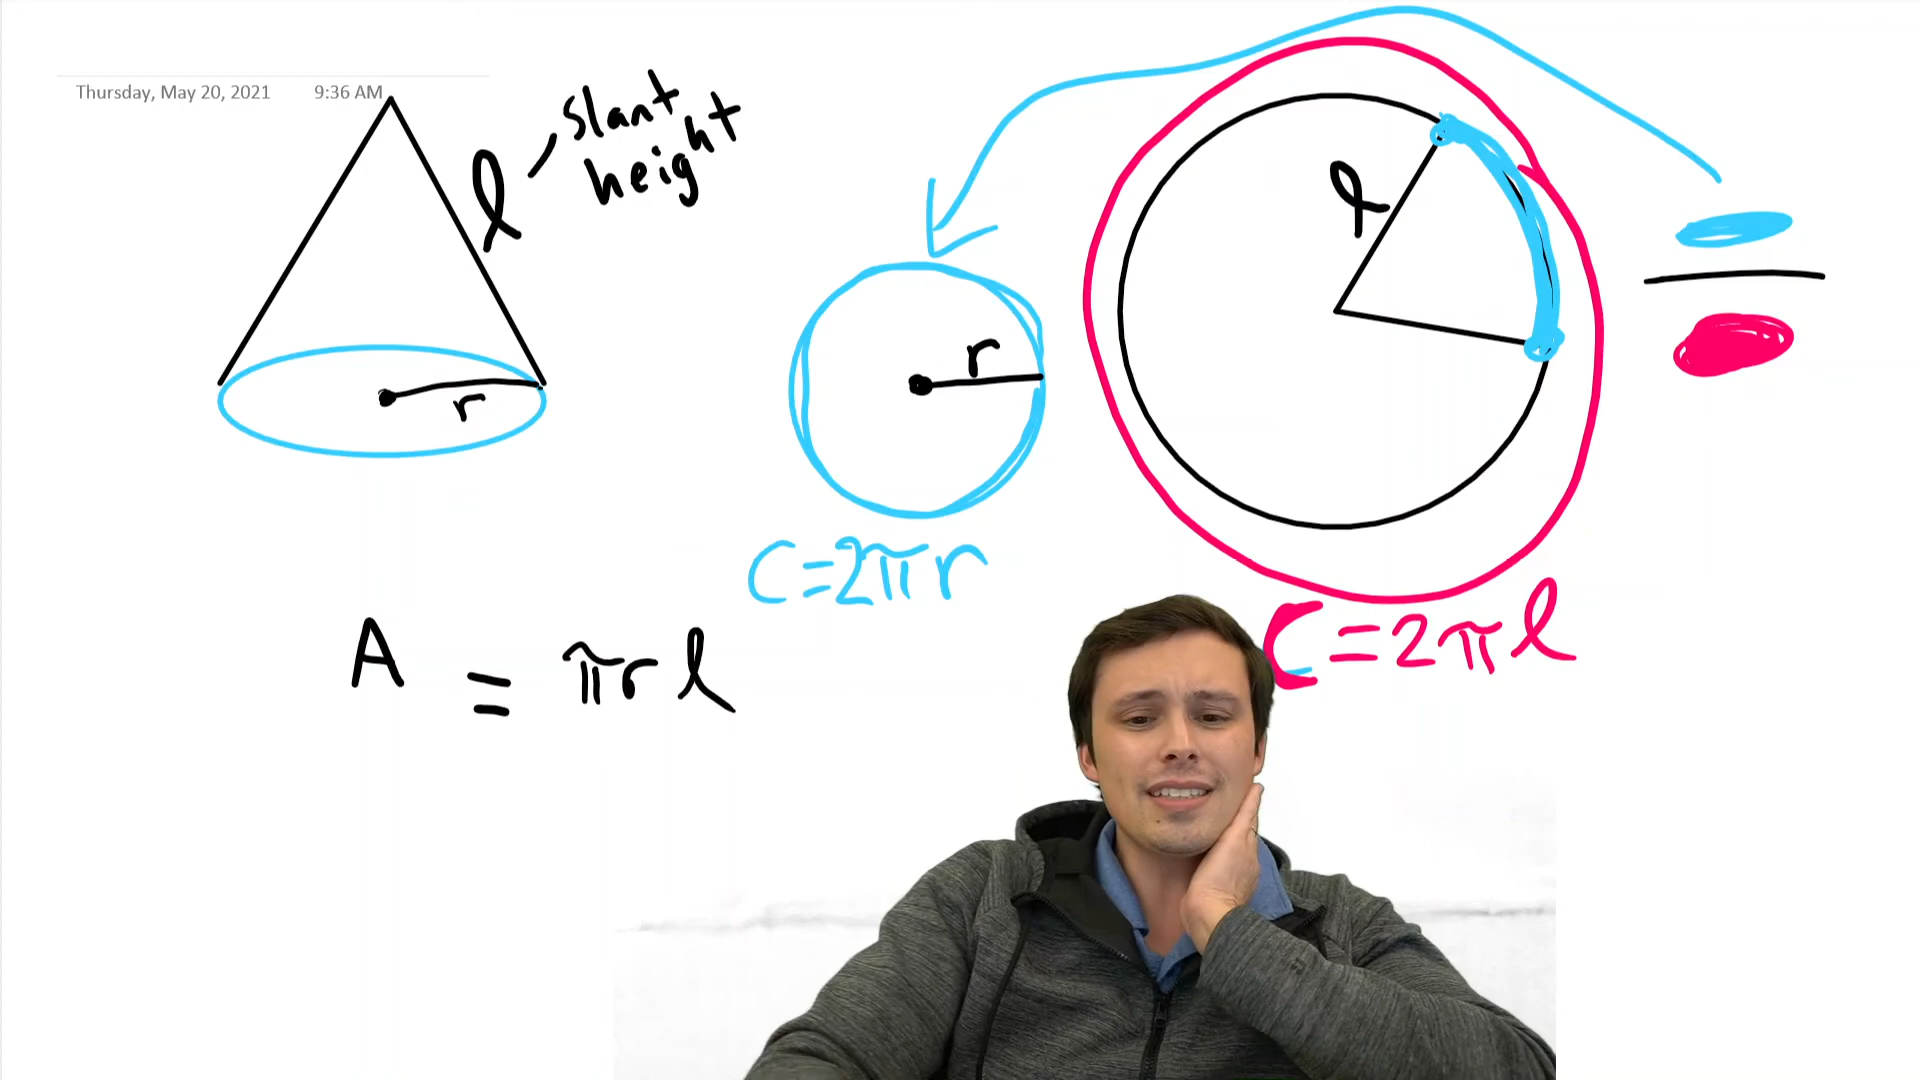 Thursday, May 20, 2021 9:36 AM
l
slant
height
r
r
l
C=2πr
C=2πl
A = πrl